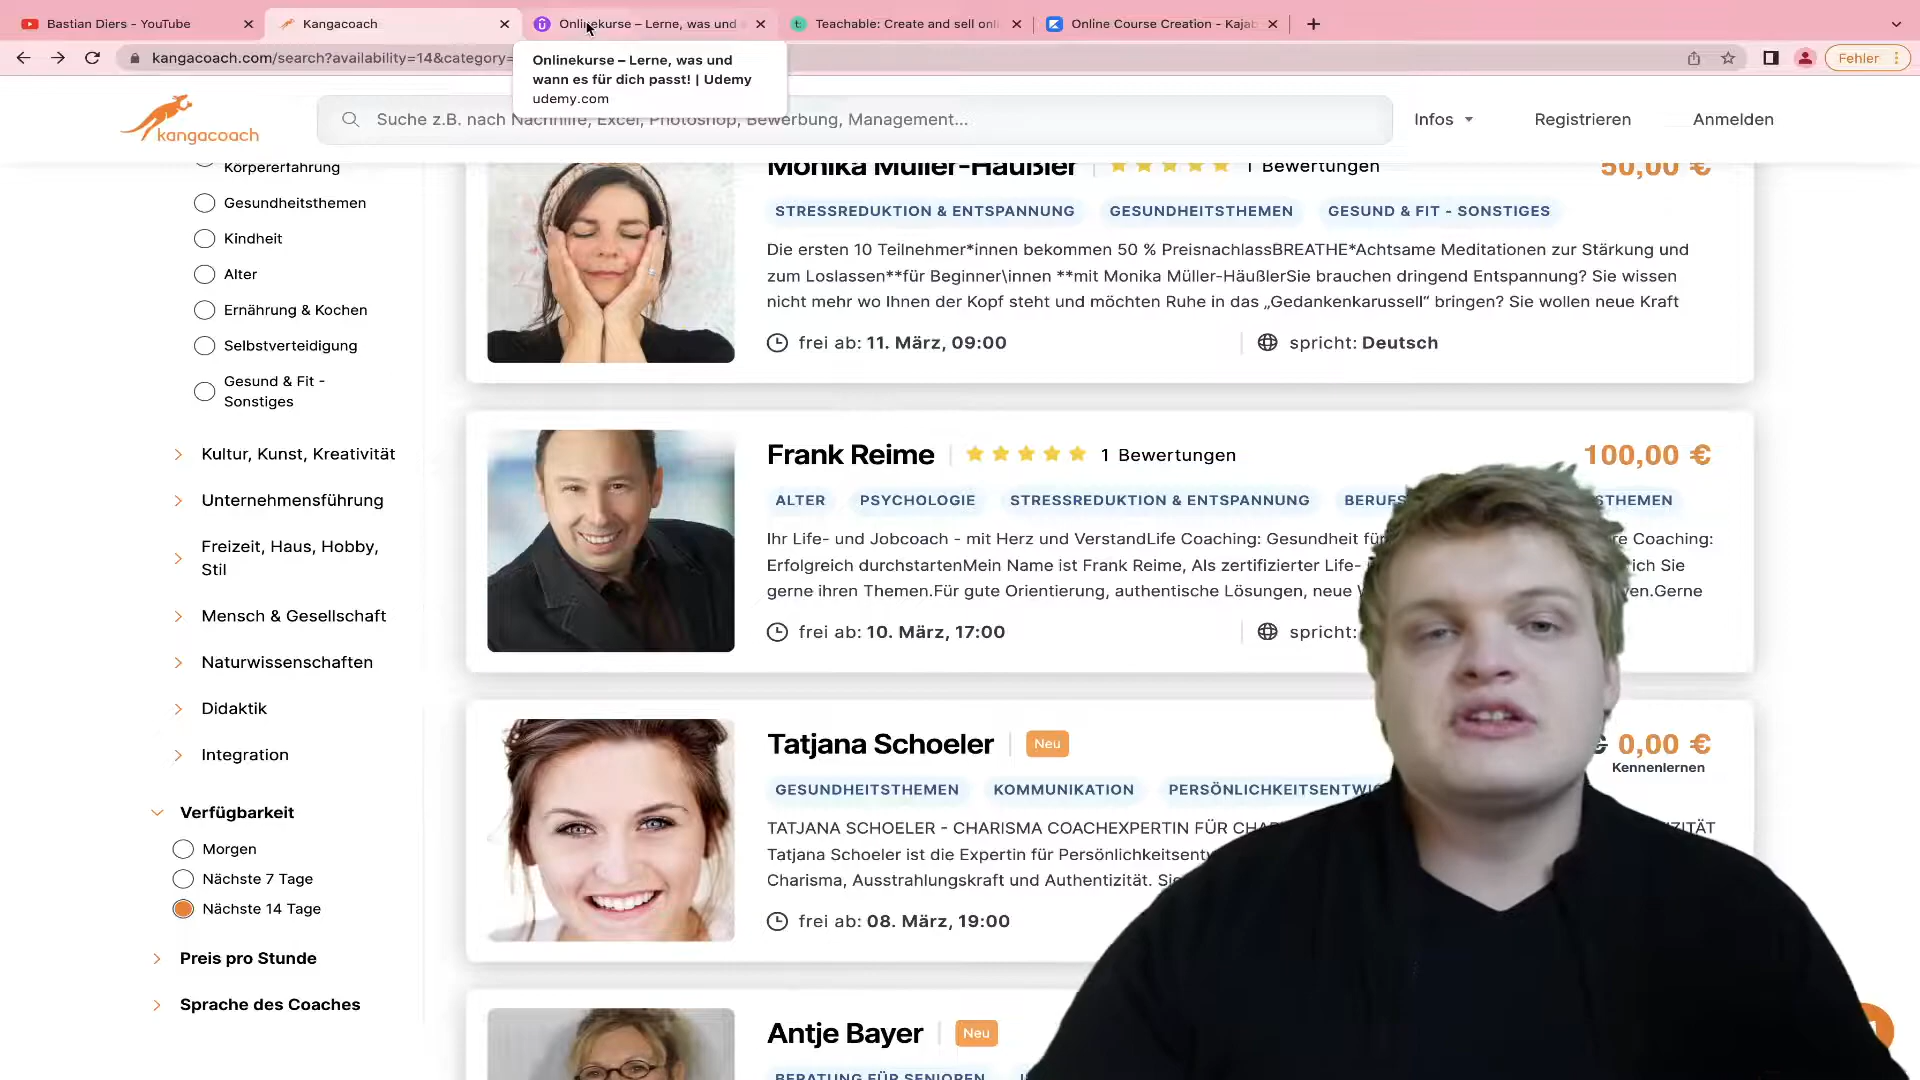 Bastian Diers - YouTube
Kangacoach
Onlinekurse – Lerne, was und
Teachable: Create and sell onli
Online Course Creation - Kajab
kangacoach.com/search?availability=14&category=
Fehler
Onlinekurse – Lerne, was und
wann es für dich passt! | Udemy
udemy.com
kangacoach
Suche z.B. nach Nachhilfe, Excel, Photoshop, Bewerbung, Management...
Infos
Registrieren
Anmelden
Körpererfahrung
Gesundheitsthemen
Kindheit
Alter
Ernährung & Kochen
Selbstverteidigung
Gesund & Fit -
Sonstiges
Kultur, Kunst, Kreativität
Unternehmensführung
Freizeit, Haus, Hobby,
Stil
Mensch & Gesellschaft
Naturwissenschaften
Didaktik
Integration
Verfügbarkeit
Morgen
Nächste 7 Tage
Nächste 14 Tage
Preis pro Stunde
Sprache des Coaches
Monika Müller-Häußler
1 Bewertungen
50,00 €
STRESSREDUKTION & ENTSPANNUNG
GESUNDHEITSTHEMEN
GESUND & FIT - SONSTIGES
Die ersten 10 Teilnehmer*innen bekommen 50 % PreisnachlassBREATHE*Achtsame Meditationen zur Stärkung und
zum Loslassen**für Beginner\innen **mit Monika Müller-HäußlerSie brauchen dringend Entspannung? Sie wissen
nicht mehr wo Ihnen der Kopf steht und möchten Ruhe in das „Gedankenkarussell“ bringen? Sie wollen neue Kraft
frei ab: 11. März, 09:00
spricht: Deutsch
Frank Reime
1 Bewertungen
100,00 €
ALTER
PSYCHOLOGIE
STRESSREDUKTION & ENTSPANNUNG
BERUFS
STHEMEN
Ihr Life- und Jobcoach - mit Herz und VerstandLife Coaching: Gesundheit für re Coaching:
Erfolgreich durchstartenMein Name ist Frank Reime, Als zertifizierter Life- ich Sie
gerne ihren Themen.Für gute Orientierung, authentische Lösungen, neue ven.Gerne
frei ab: 10. März, 17:00
spricht:
Tatjana Schoeler
Neu
0,00 €
Kennenlernen
GESUNDHEITSTHEMEN
KOMMUNIKATION
PERSÖNLICHKEITSENTWIC
TATJANA SCHOELER - CHARISMA COACHEXPERTIN FÜR CHA ZITÄT
Tatjana Schoeler ist die Expertin für Persönlichkeitsenty
Charisma, Ausstrahlungskraft und Authentizität. Sie
frei ab: 08. März, 19:00
Antje Bayer
Neu
BERATUNG FÜR SENIOREN